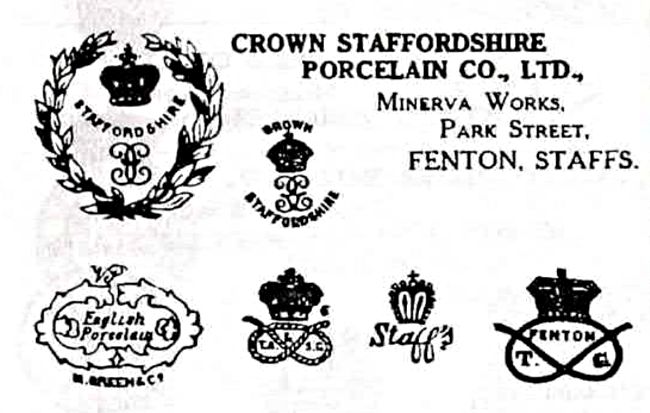 CROWN STAFFORDSHIRE
PORCELAIN CO., LTD.,
MINERVA WORKS,
PARK STREET,
FENTON, STAFFS.
STAFFORDSHIRE
CROWN
STAFFORDSHIRE
English
Porcelain
M. GREEN & Co
T.A. & S.G.
Staff's
FENTON
T. G